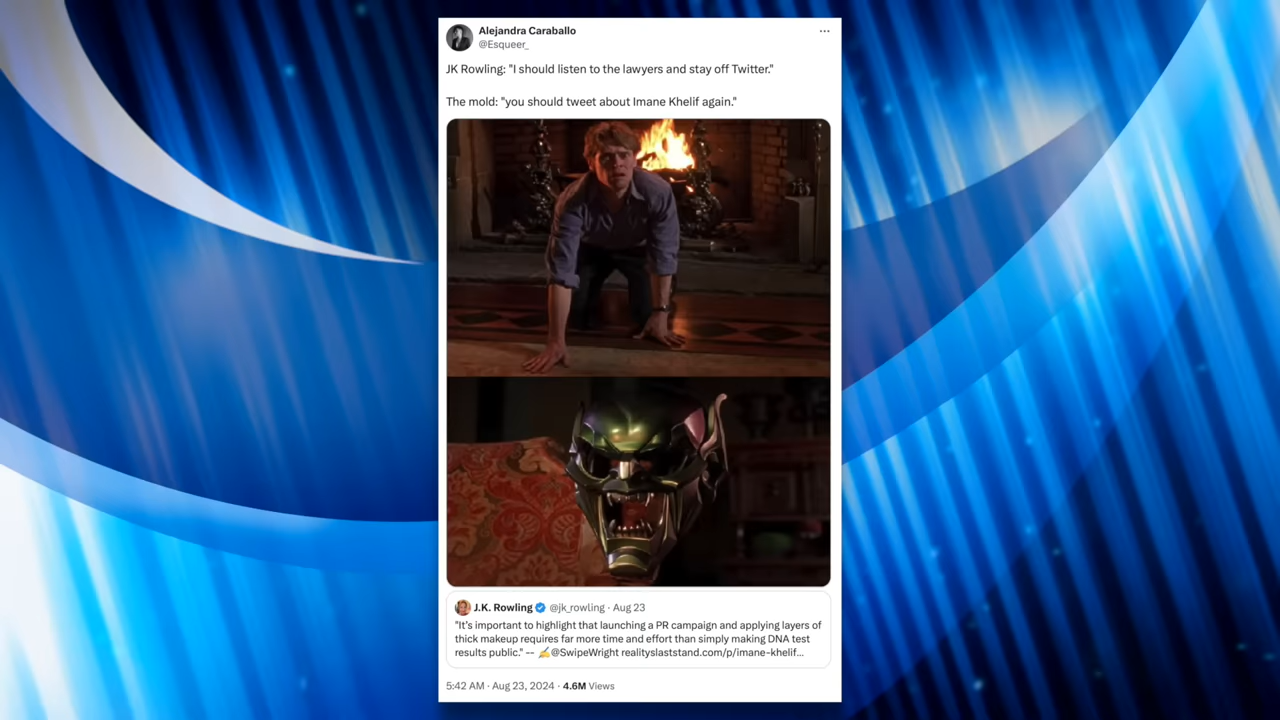 Alejandra Caraballo
@Esqueer_
JK Rowling: "I should listen to the lawyers and stay off Twitter."
The mold: "you should tweet about Imane Khelif again."
J.K. Rowling @jk_rowling · Aug 23
"It's important to highlight that launching a PR campaign and applying layers of
thick makeup requires far more time and effort than simply making DNA test
results public." -- ✍️@SwipeWright realityslaststand.com/p/imane-khelif...
5:42 AM · Aug 23, 2024 · 4.6M Views